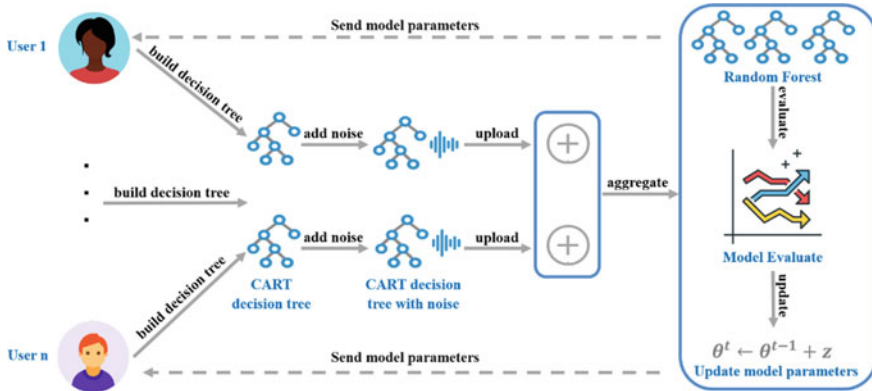 Send model parameters
User 1
build decision tree
Random Forest
evaluate
add noise
upload
build decision tree
aggregate
add noise
upload
Model Evaluate
CART
decision tree
CART decision
tree with noise
build decision tree
update
User n
Send model parameters
θ^t ← θ^{t-1} + z
Update model parameters